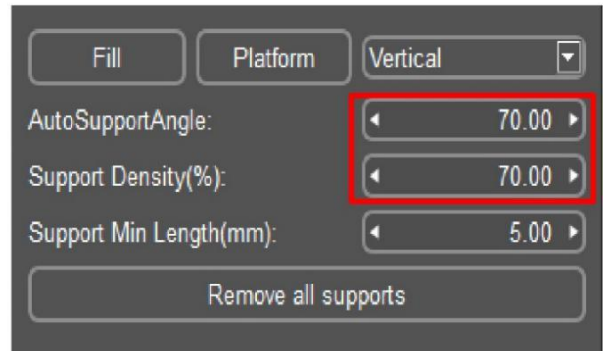 Fill Platform Vertical
AutoSupportAngle: 70.00
Support Density(%): 70.00
Support Min Length(mm): 5.00
Remove all supports